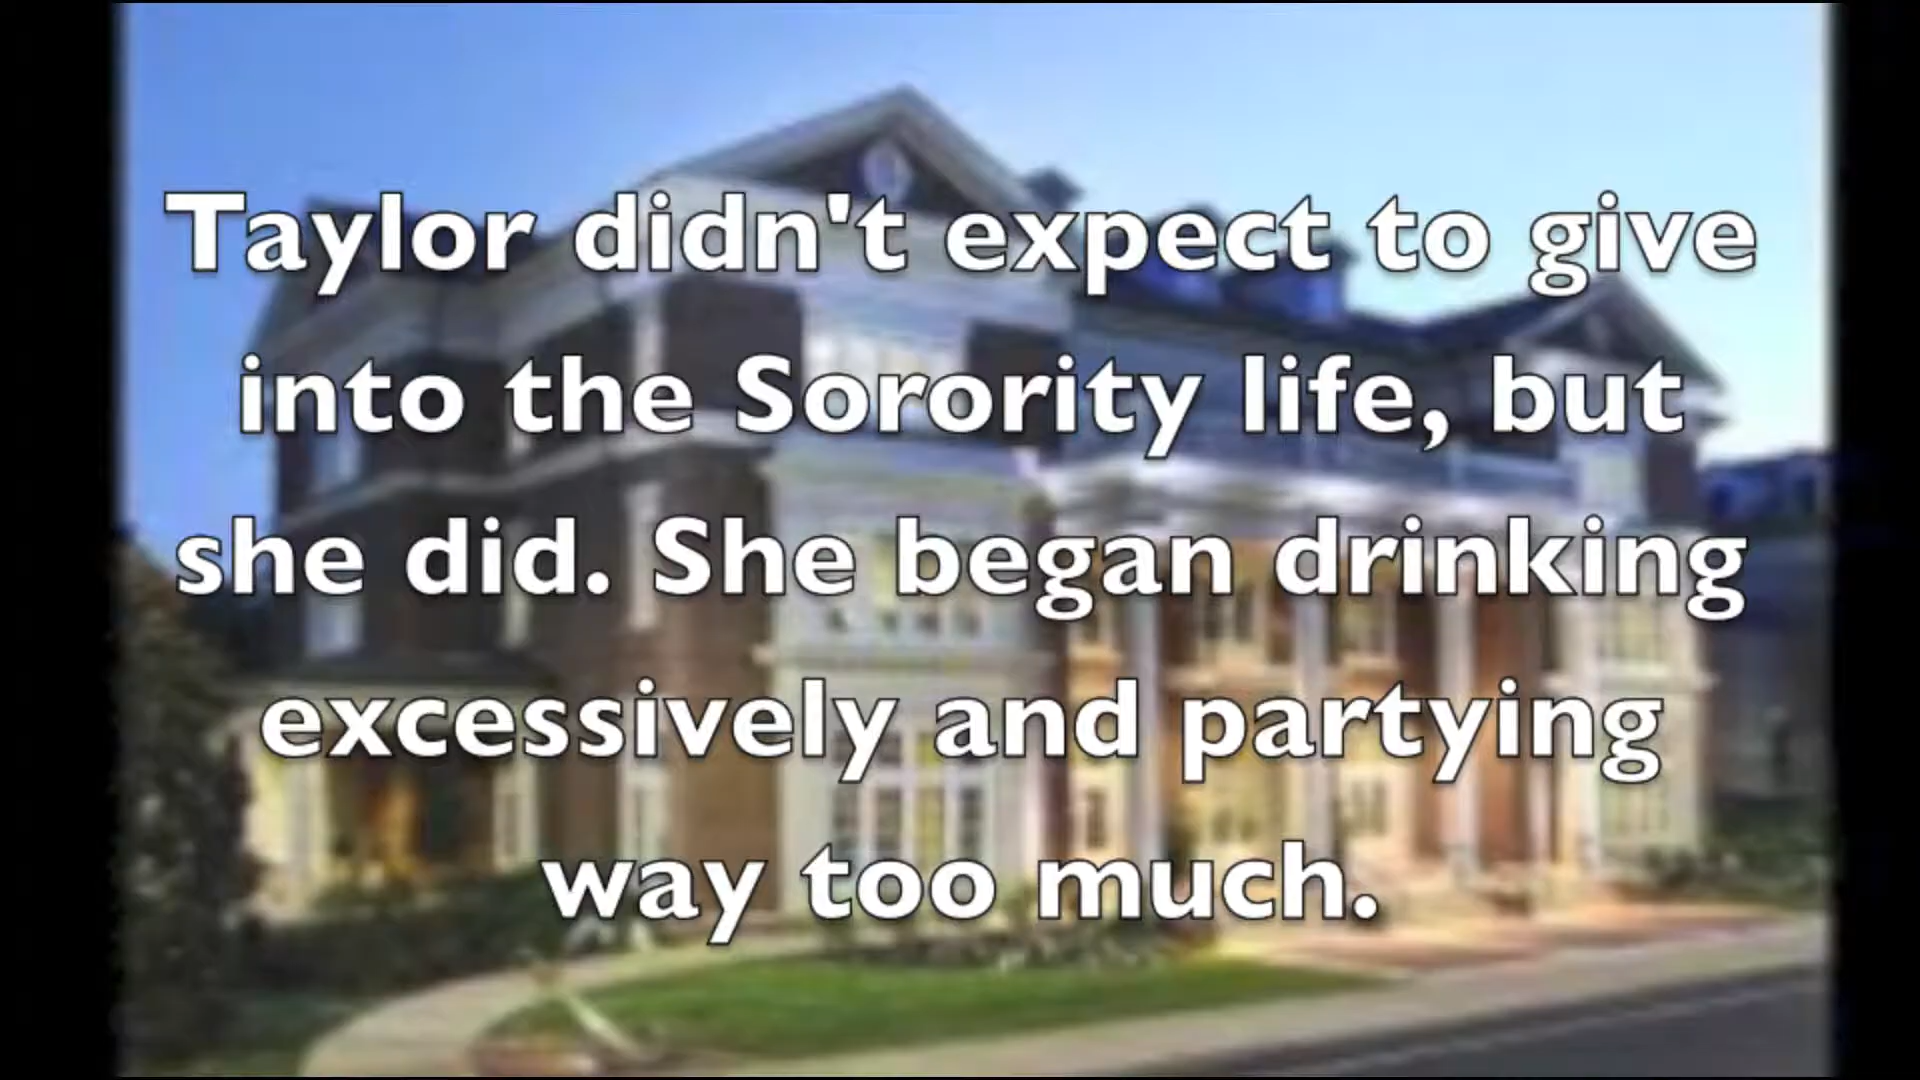 Taylor didn't expect to give
into the Sorority life, but
she did. She began drinking
excessively and partying
way too much.